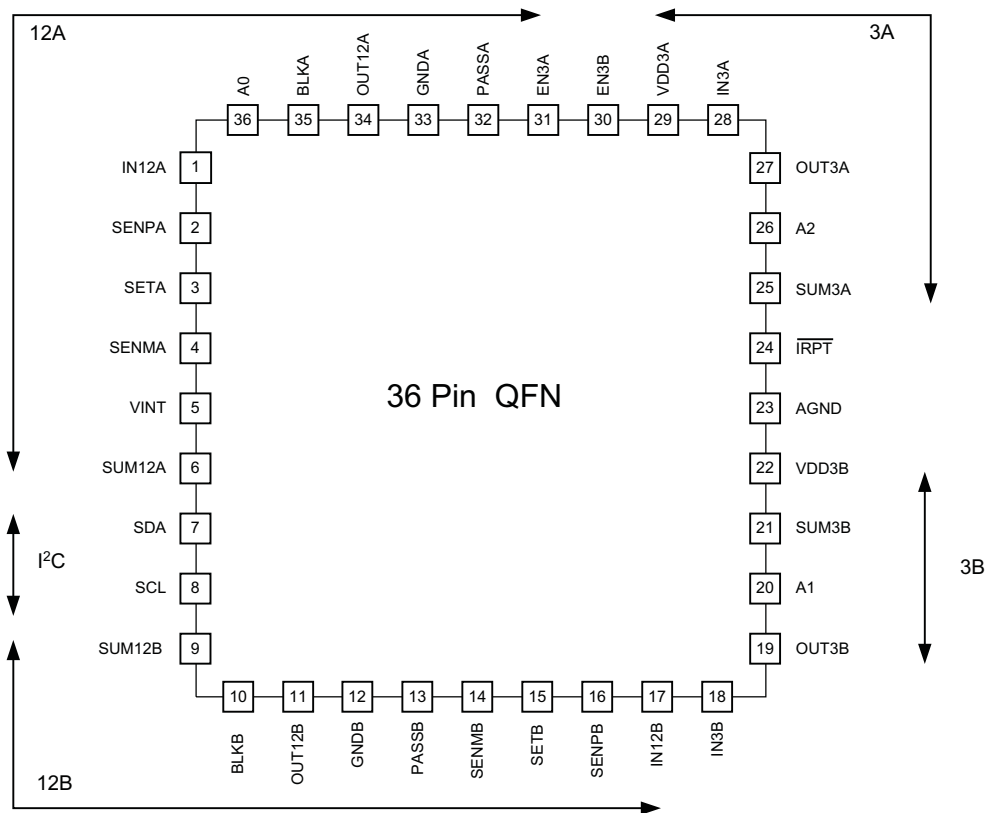 12A
3A
A0
BLKA
OUT12A
GNDA
PASSA
EN3A
EN3B
VDD3A
IN3A
36
35
34
33
32
31
30
29
28
IN12A 1
27 OUT3A
SENPA 2
26 A2
SETA 3
25 SUM3A
SENMA 4
24 IRPT
36 Pin QFN
VINT 5
23 AGND
SUM12A 6
22 VDD3B
SDA 7
21 SUM3B
I²C
3B
SCL 8
20 A1
SUM12B 9
19 OUT3B
10
11
12
13
14
15
16
17
18
BLKB
OUT12B
GNDB
PASSB
SENMB
SETB
SENPB
IN12B
IN3B
12B